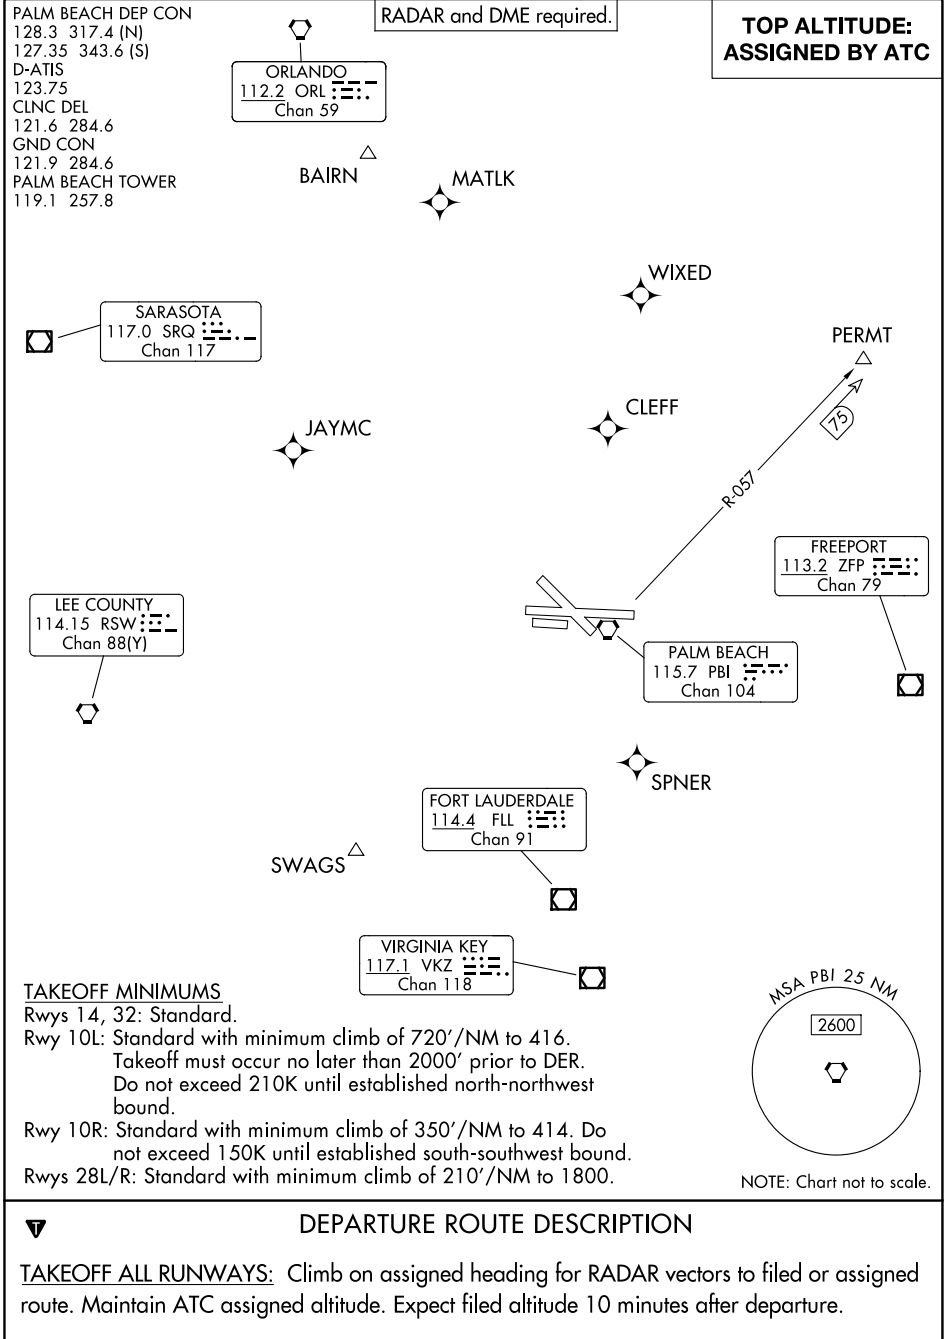 PALM BEACH DEP CON
128.3 317.4 (N)
127.35 343.6 (S)
D-ATIS
123.75
CLNC DEL
121.6 284.6
GND CON
121.9 284.6
PALM BEACH TOWER
119.1 257.8
RADAR and DME required.
TOP ALTITUDE:
ASSIGNED BY ATC
ORLANDO
112.2 ORL
Chan 59
BAIRN
MATLK
WIXED
SARASOTA
117.0 SRQ
Chan 117
PERMT
75
JAYMC
CLEFF
R-057
FREEPORT
113.2 ZFP
Chan 79
LEE COUNTY
114.15 RSW
Chan 88(Y)
PALM BEACH
115.7 PBI
Chan 104
SPNER
FORT LAUDERDALE
114.4 FLL
Chan 91
SWAGS
VIRGINIA KEY
117.1 VKZ
Chan 118
MSA PBI 25 NM
2600
NOTE: Chart not to scale.
TAKEOFF MINIMUMS
Rwys 14, 32: Standard.
Rwy 10L: Standard with minimum climb of 720'/NM to 416.
Takeoff must occur no later than 2000' prior to DER.
Do not exceed 210K until established north-northwest
bound.
Rwy 10R: Standard with minimum climb of 350'/NM to 414. Do
not exceed 150K until established south-southwest bound.
Rwys 28L/R: Standard with minimum climb of 210'/NM to 1800.
T
DEPARTURE ROUTE DESCRIPTION
TAKEOFF ALL RUNWAYS: Climb on assigned heading for RADAR vectors to filed or assigned
route. Maintain ATC assigned altitude. Expect filed altitude 10 minutes after departure.